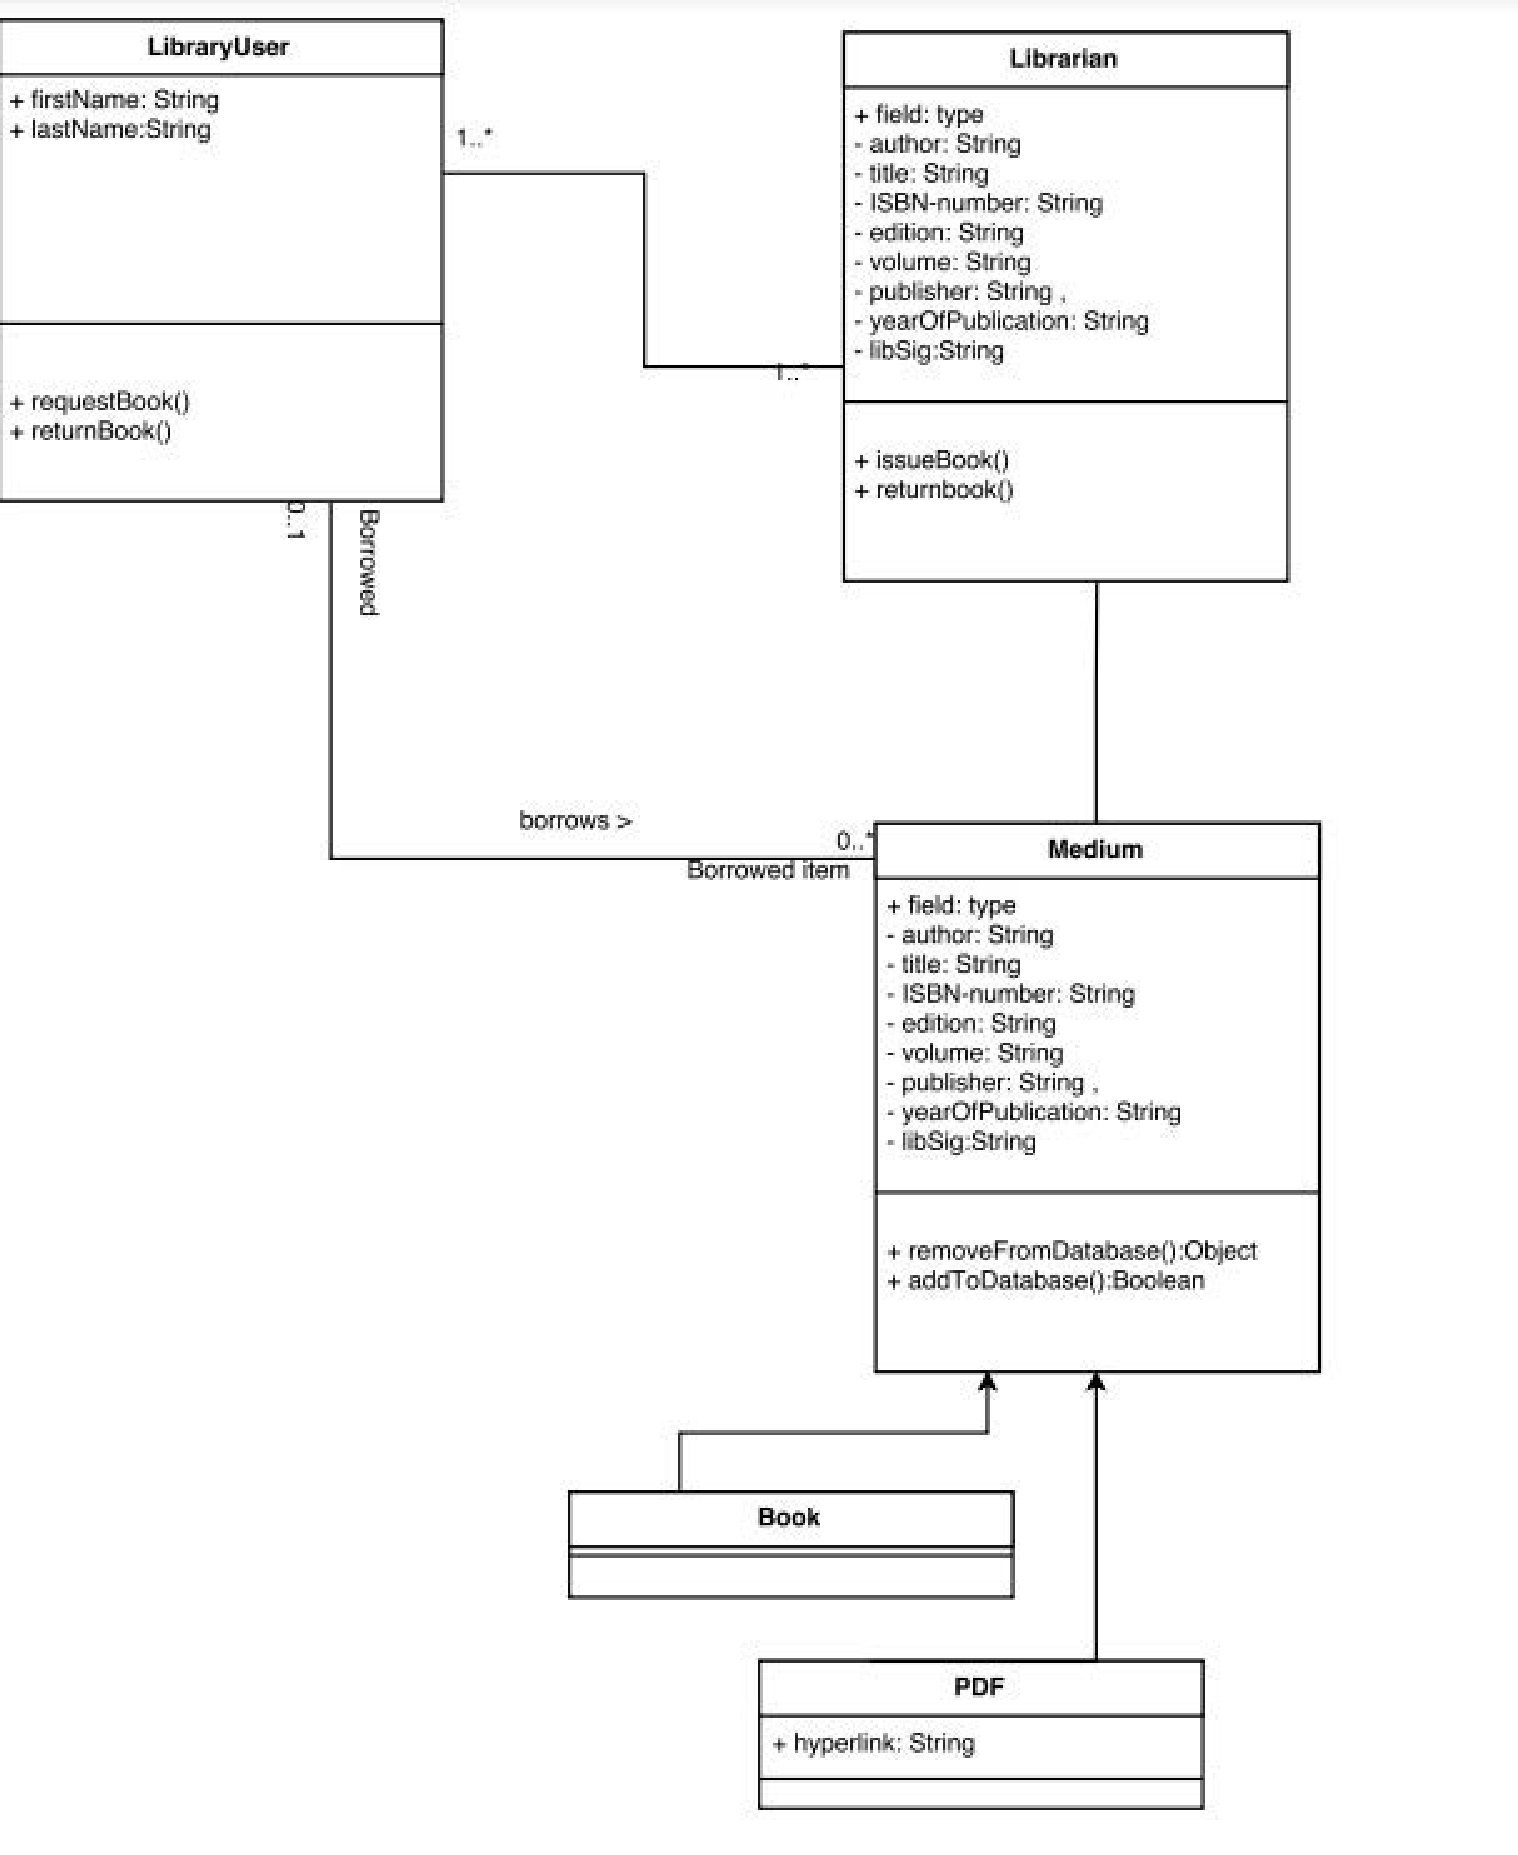 LibraryUser
+ firstName: String
+ lastName:String
+ requestBook()
+ returnBook()
1..*
Librarian
+ field: type
- author: String
- title: String
- ISBN-number: String
- edition: String
- volume: String
- publisher: String ,
- yearOfPublication: String
- libSig:String
1..*
+ issueBook()
+ returnbook()
0..1
Borrowed
borrows >
0..*
Borrowed item
Medium
+ field: type
- author: String
- title: String
- ISBN-number: String
- edition: String
- volume: String
- publisher: String ,
- yearOfPublication: String
- libSig:String
+ removeFromDatabase():Object
+ addToDatabase():Boolean
Book
PDF
+ hyperlink: String